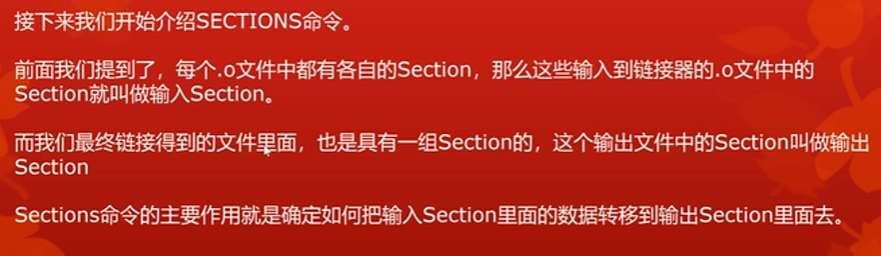 接下来我们开始介绍SECTIONS命令。
前面我们提到了，每个.o文件中都有各自的Section，那么这些输入到链接器的.o文件中的
Section就叫做输入Section。
而我们最终链接得到的文件里面，也是具有一组Section的，这个输出文件中的Section叫做输出
Section
Sections命令的主要作用就是确定如何把输入Section里面的数据转移到输出Section里面去。